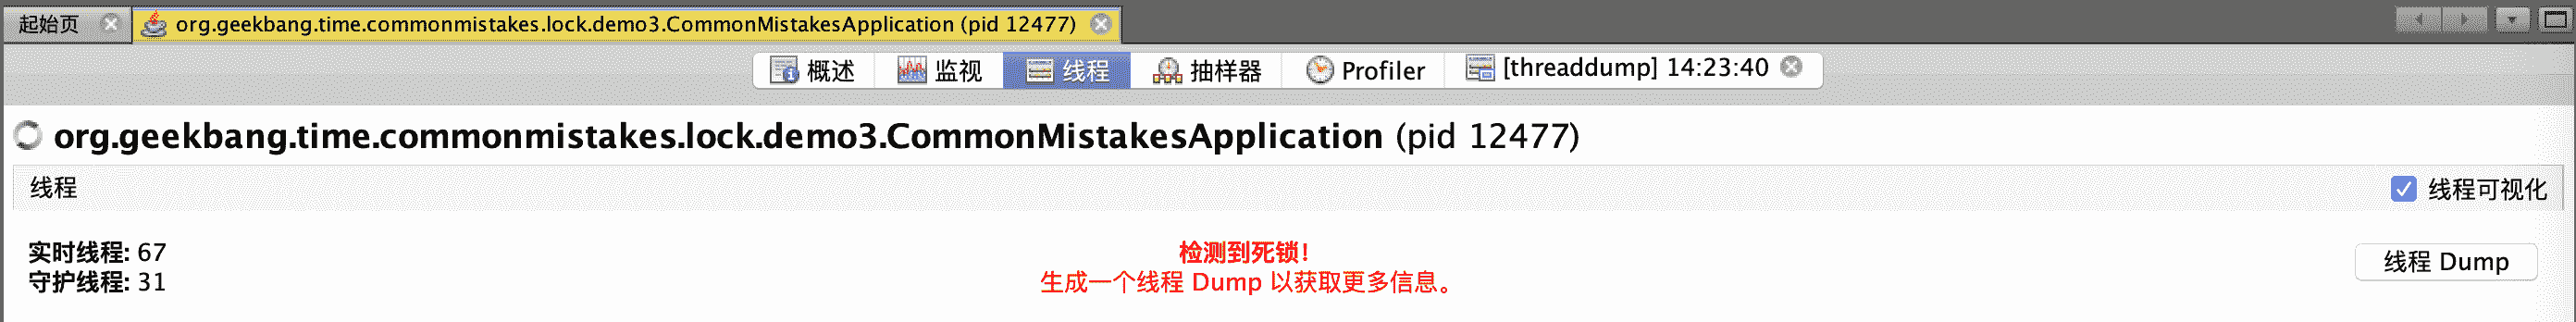 起始页 org.geekbang.time.commonmistakes.lock.demo3.CommonMistakesApplication (pid 12477)
概述 监视 线程 抽样器 Profiler [threaddump] 14:23:40
org.geekbang.time.commonmistakes.lock.demo3.CommonMistakesApplication (pid 12477)
线程 线程可视化
实时线程: 67
守护线程: 31
检测到死锁!
生成一个线程 Dump 以获取更多信息。
线程 Dump